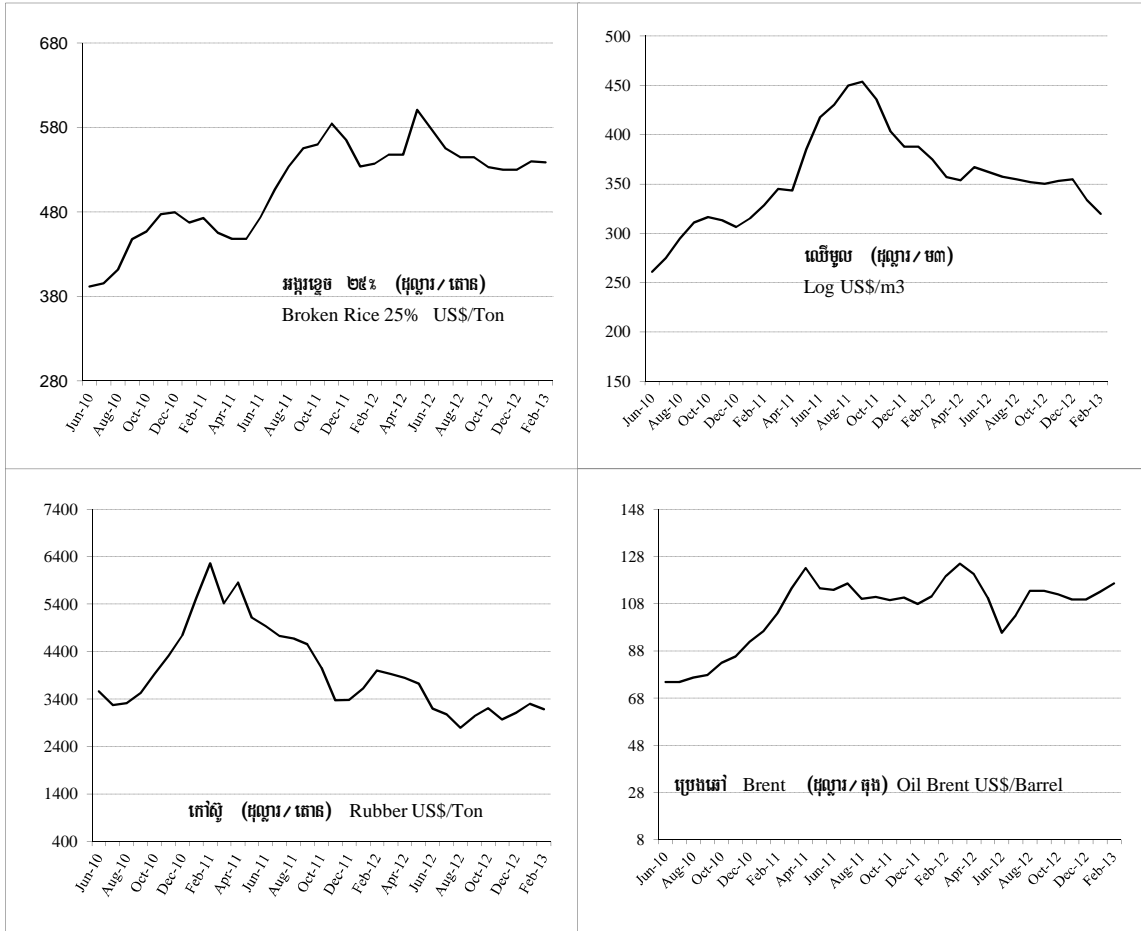 680
580
480
380
280
អង្ករខ្ទេច ២៥% (ដុល្លារ/តោន)
Broken Rice 25% US$/Ton
Jun-10 Aug-10 Oct-10 Dec-10 Feb-11 Apr-11 Jun-11 Aug-11 Oct-11 Dec-11 Feb-12 Apr-12 Jun-12 Aug-12 Oct-12 Dec-12 Feb-13
500
450
400
350
300
250
200
150
ឈើមូល (ដុល្លារ/ម៣)
Log US$/m3
Jun-10 Aug-10 Oct-10 Dec-10 Feb-11 Apr-11 Jun-11 Aug-11 Oct-11 Dec-11 Feb-12 Apr-12 Jun-12 Aug-12 Oct-12 Dec-12 Feb-13
7400
6400
5400
4400
3400
2400
1400
400
កៅស៊ូ (ដុល្លារ/តោន) Rubber US$/Ton
Jun-10 Aug-10 Oct-10 Dec-10 Feb-11 Apr-11 Jun-11 Aug-11 Oct-11 Dec-11 Feb-12 Apr-12 Jun-12 Aug-12 Oct-12 Dec-12 Feb-13
148
128
108
88
68
48
28
8
ប្រេងឆៅ Brent (ដុល្លារ/ធុង) Oil Brent US$/Barrel
Jun-10 Aug-10 Oct-10 Dec-10 Feb-11 Apr-11 Jun-11 Aug-11 Oct-11 Dec-11 Feb-12 Apr-12 Jun-12 Aug-12 Oct-12 Dec-12 Feb-13